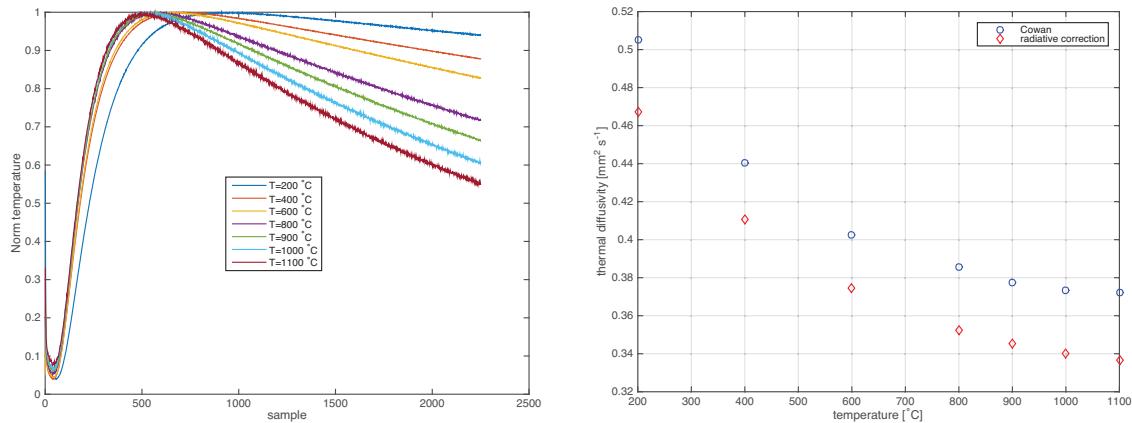 1
0.9
0.8
0.7
0.6
0.5
0.4
0.3
0.2
0.1
0
Norm temperature
T=200 ˚C
T=400 ˚C
T=600 ˚C
T=800 ˚C
T=900 ˚C
T=1000 ˚C
T=1100 ˚C
0 500 1000 1500 2000 2500
sample
0.52
0.5
0.48
0.46
0.44
0.42
0.4
0.38
0.36
0.34
0.32
thermal diffusivity [mm² s⁻¹]
Cowan
radiative correction
200 300 400 500 600 700 800 900 1000 1100
temperature [˚C]